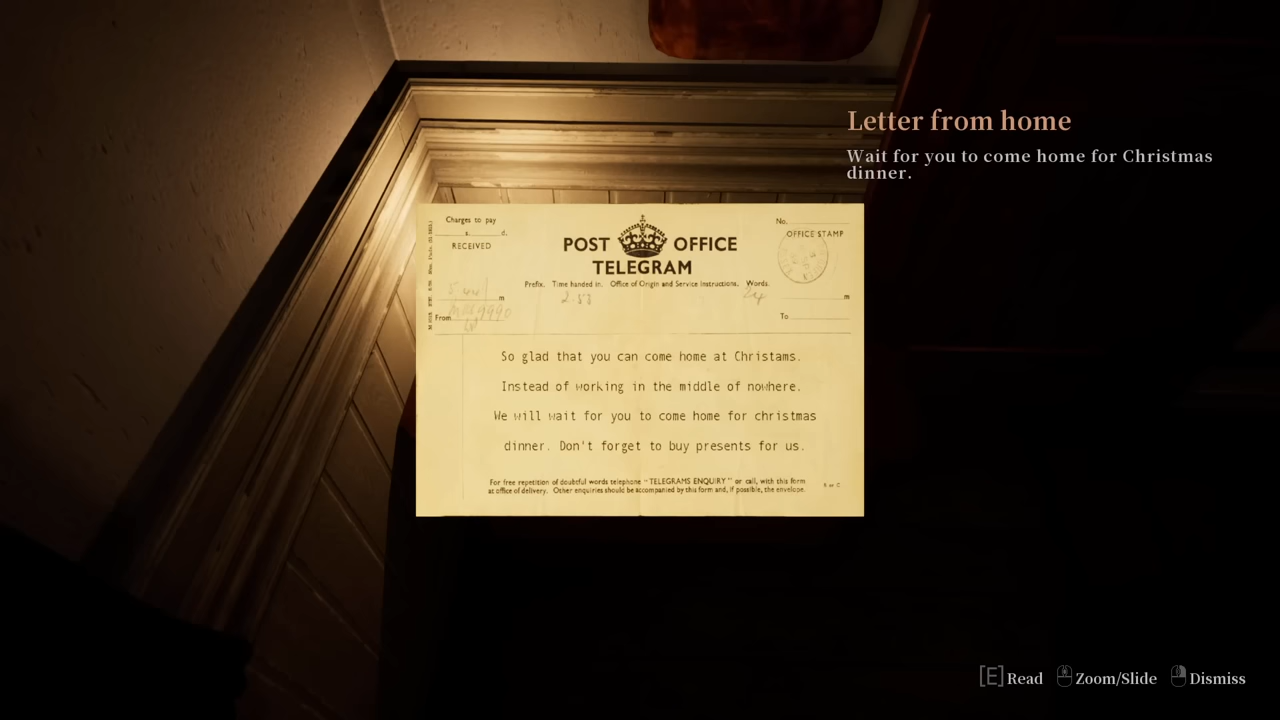 Letter from home
Wait for you to come home for Christmas
dinner.
Charges to pay
s. d.
RECEIVED
POST OFFICE
TELEGRAM
No.
OFFICE STAMP
Prefix. Time handed in. Office of Origin and Service Instructions. Words.
24
m
m
From
To
So glad that you can come home at Christams.
Instead of working in the middle of nowhere.
We will wait for you to come home for christmas
dinner. Don't forget to buy presents for us.
For free repetition of doubtful words telephone "TELEGRAMS ENQUIRY" or call, with this form
at office of delivery. Other enquiries should be accompanied by this form and, if possible, the envelope.
B or C
[E] Read Zoom/Slide Dismiss